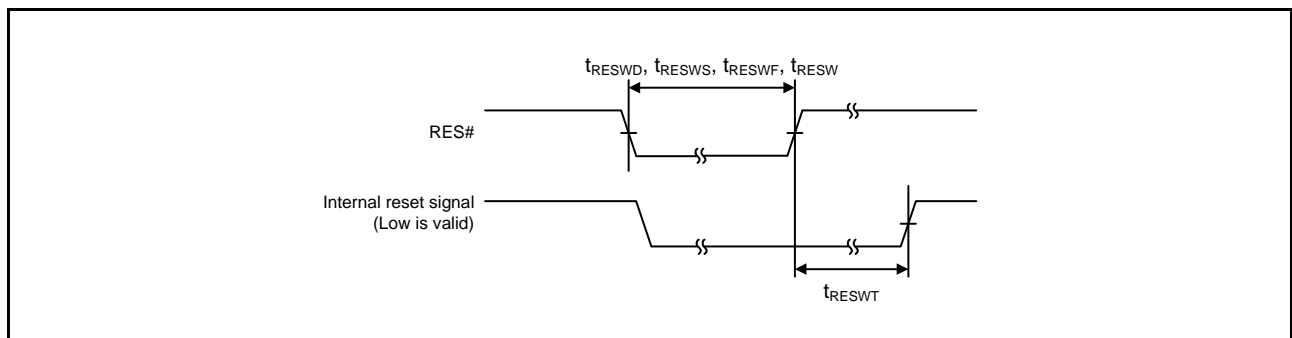 tRESWD, tRESWS, tRESWF, tRESW
RES#
Internal reset signal
(Low is valid)
tRESWT